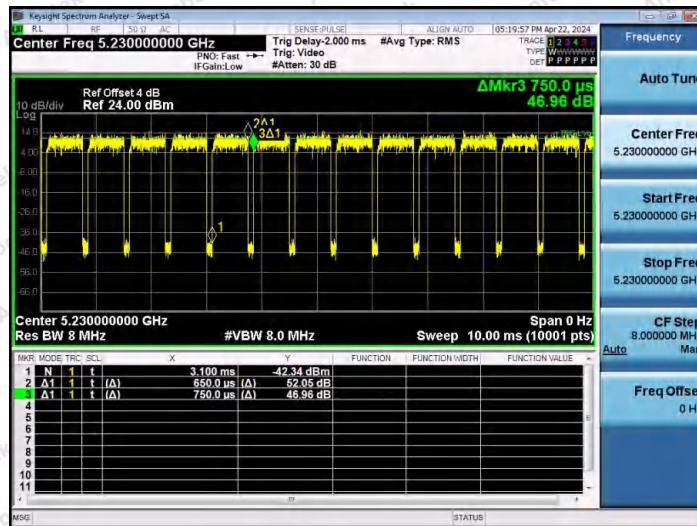 Keysight Spectrum Analyzer - Swept SA
RL RF 50 Ω AC SENSE:PULSE ALIGN AUTO 05:19:57 PM Apr 22, 2024
Center Freq 5.230000000 GHz
PNO: Fast
IFGain:Low
Trig Delay-2.000 ms
Trig: Video
#Atten: 30 dB
#Avg Type: RMS
TRACE 1 2 3 4 5 6
TYPE W
DET P P P P P P
Ref Offset 4 dB
10 dB/div Ref 24.00 dBm
Log
ΔMkr3 750.0 µs
46.96 dB
14.0
4.00
-6.00
-16.0
-26.0
-36.0
-46.0
-56.0
-66.0
2Δ1
3Δ1
1
Center 5.230000000 GHz Span 0 Hz
Res BW 8 MHz #VBW 8.0 MHz Sweep 10.00 ms (10001 pts)
MKR MODE TRC SCL X Y FUNCTION FUNCTION WIDTH FUNCTION VALUE
1 N 1 t 3.100 ms -42.34 dBm
2 Δ1 1 t (Δ) 650.0 µs (Δ) 52.05 dB
3 Δ1 1 t (Δ) 750.0 µs (Δ) 46.96 dB
4
5
6
7
8
9
10
11
MSG STATUS
Frequency
Auto Tune
Center Freq
5.230000000 GH
Start Freq
5.230000000 GH
Stop Freq
5.230000000 GH
CF Step
8.000000 MH
Auto Man
Freq Offse
0 H